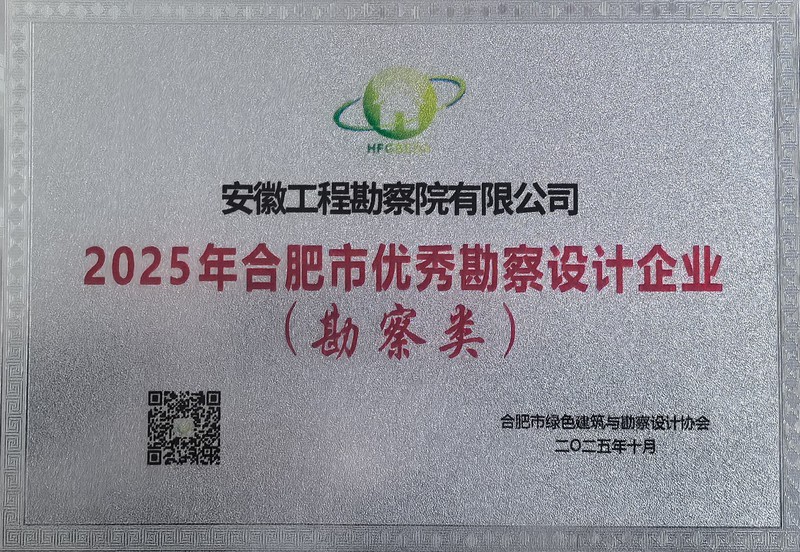 安徽工程勘察院有限公司
2025年合肥市优秀勘察设计企业
（勘察类）
合肥市绿色建筑与勘察设计协会
二〇二五年十月